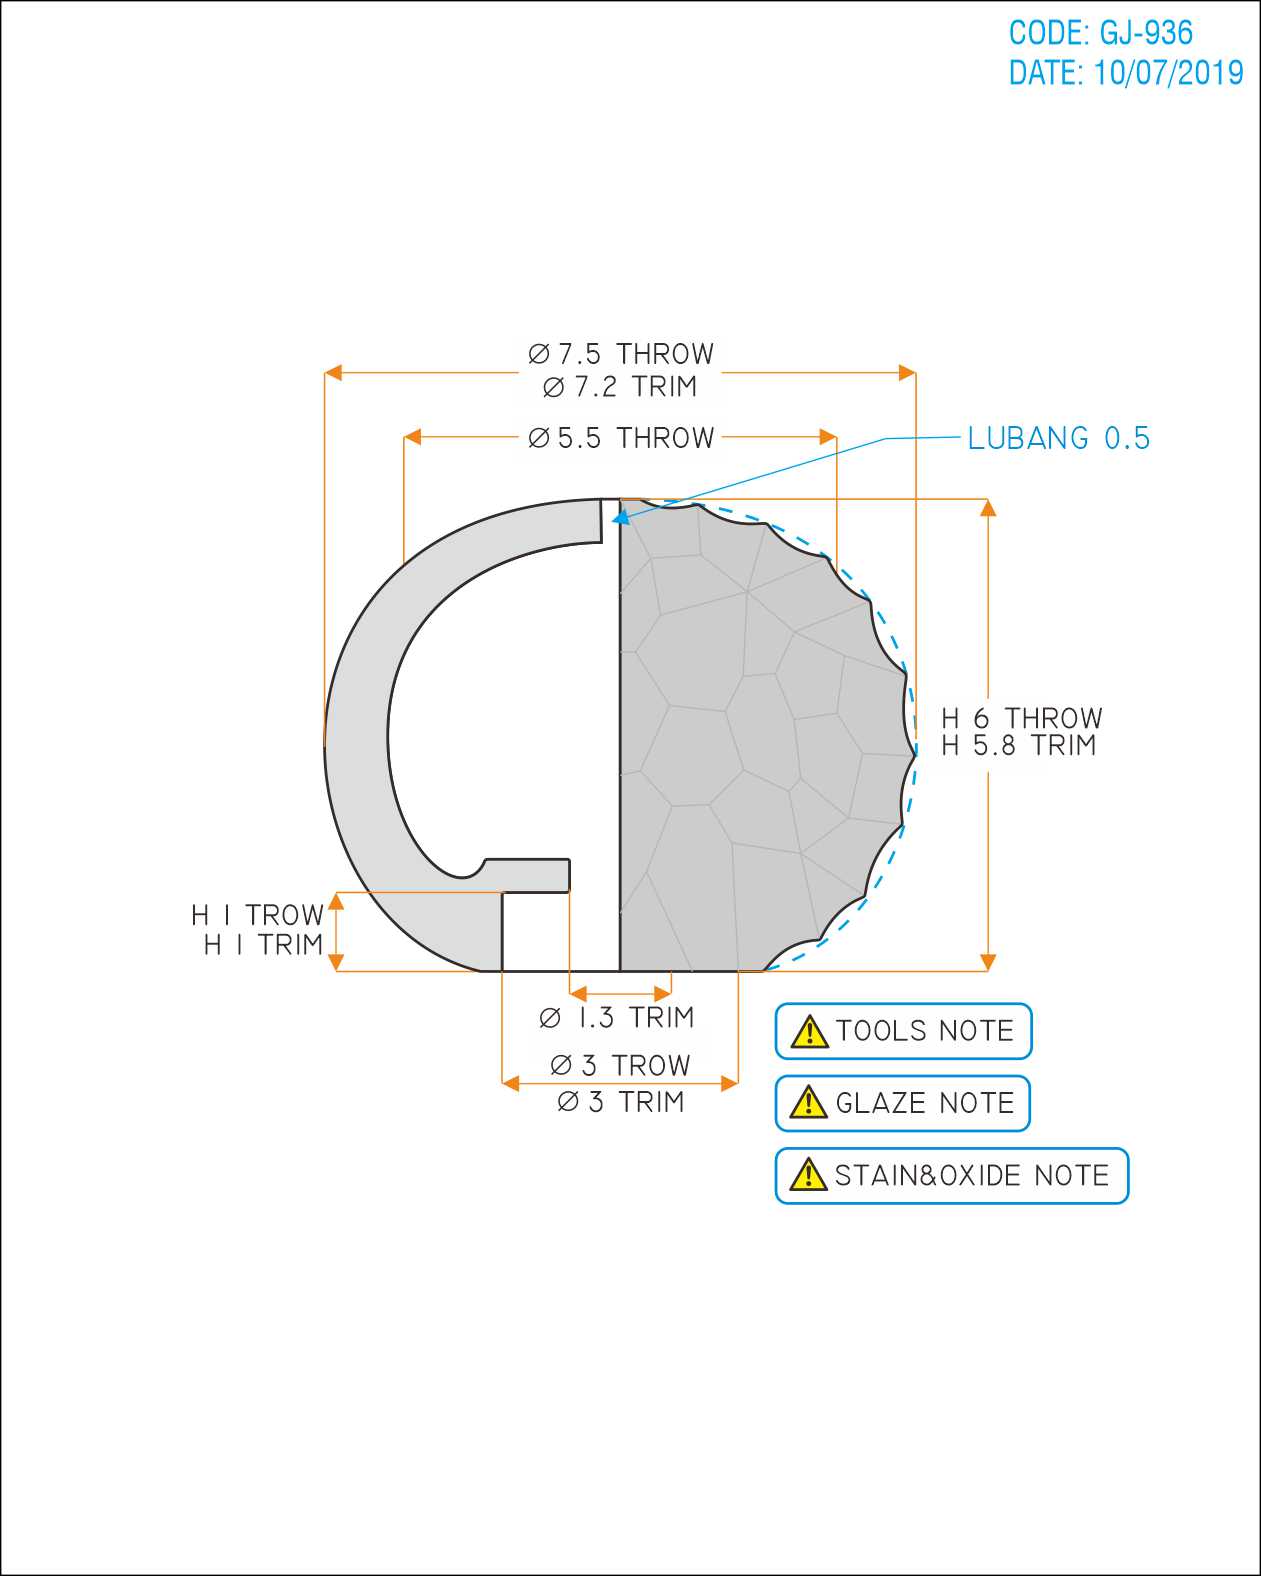 CODE: GJ-936
DATE: 10/07/2019
Ø 7.5 THROW
Ø 7.2 TRIM
Ø 5.5 THROW
LUBANG 0.5
H 6 THROW
H 5.8 TRIM
H 1 TROW
H 1 TRIM
Ø 1.3 TRIM
Ø 3 TROW
Ø 3 TRIM
TOOLS NOTE
GLAZE NOTE
STAIN&OXIDE NOTE